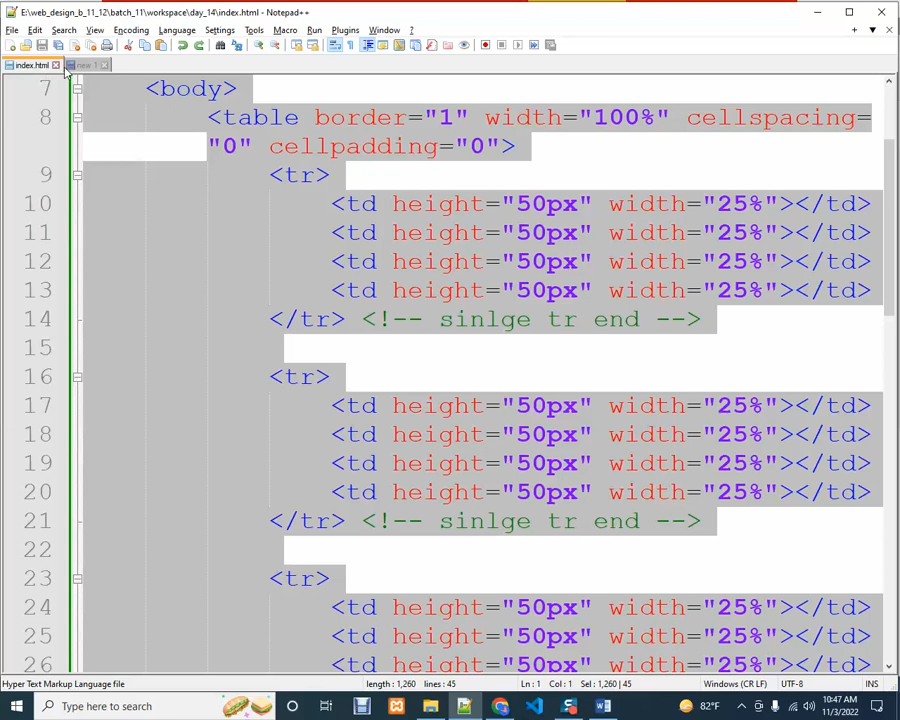 E:\web_design_b_11_12\batch_11\workspace\day_14\index.html - Notepad++
File Edit Search View Encoding Language Settings Tools Macro Run Plugins Window ?
index.html new 1
7 <body>
8 <table border="1" width="100%" cellspacing=
"0" cellpadding="0">
9 <tr>
10 <td height="50px" width="25%"></td>
11 <td height="50px" width="25%"></td>
12 <td height="50px" width="25%"></td>
13 <td height="50px" width="25%"></td>
14 </tr> <!-- sinlge tr end -->
15
16 <tr>
17 <td height="50px" width="25%"></td>
18 <td height="50px" width="25%"></td>
19 <td height="50px" width="25%"></td>
20 <td height="50px" width="25%"></td>
21 </tr> <!-- sinlge tr end -->
22
23 <tr>
24 <td height="50px" width="25%"></td>
25 <td height="50px" width="25%"></td>
26 <td height="50px" width="25%"></td>
Hyper Text Markup Language file length : 1,260 lines : 45 Ln : 1 Col : 1 Sel : 1,260 | 45 Windows (CR LF) UTF-8 INS
Type here to search 82°F 10:47 AM
11/3/2022